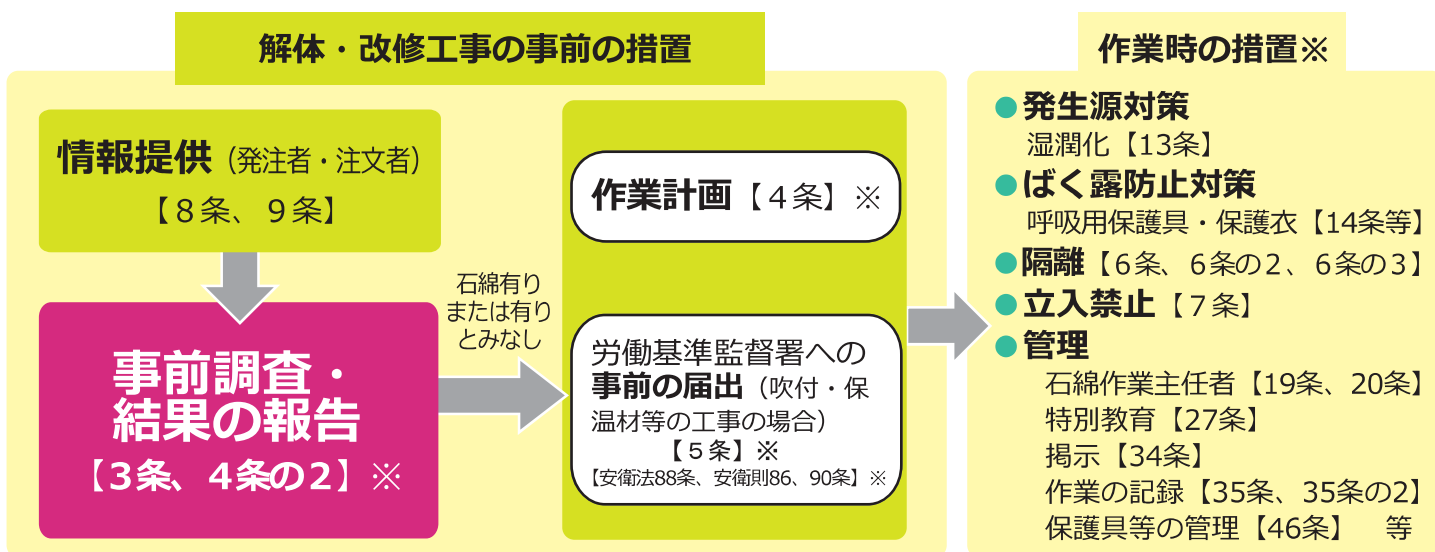 解体・改修工事の事前の措置
情報提供（発注者・注文者）
【８条、９条】
事前調査・
結果の報告
【３条、４条の２】※
石綿有り
または有り
とみなし
作業計画【４条】※
労働基準監督署への
事前の届出（吹付・保
温材等の工事の場合）
【５条】※
【安衛法88条、安衛則86、90条】※
作業時の措置※
●発生源対策
湿潤化【13条】
●ばく露防止対策
呼吸用保護具・保護衣【14条等】
●隔離【６条、６条の２、６条の３】
●立入禁止【７条】
●管理
石綿作業主任者【19条、20条】
特別教育【27条】
掲示【34条】
作業の記録【35条、35条の2】
保護具等の管理【46条】　等